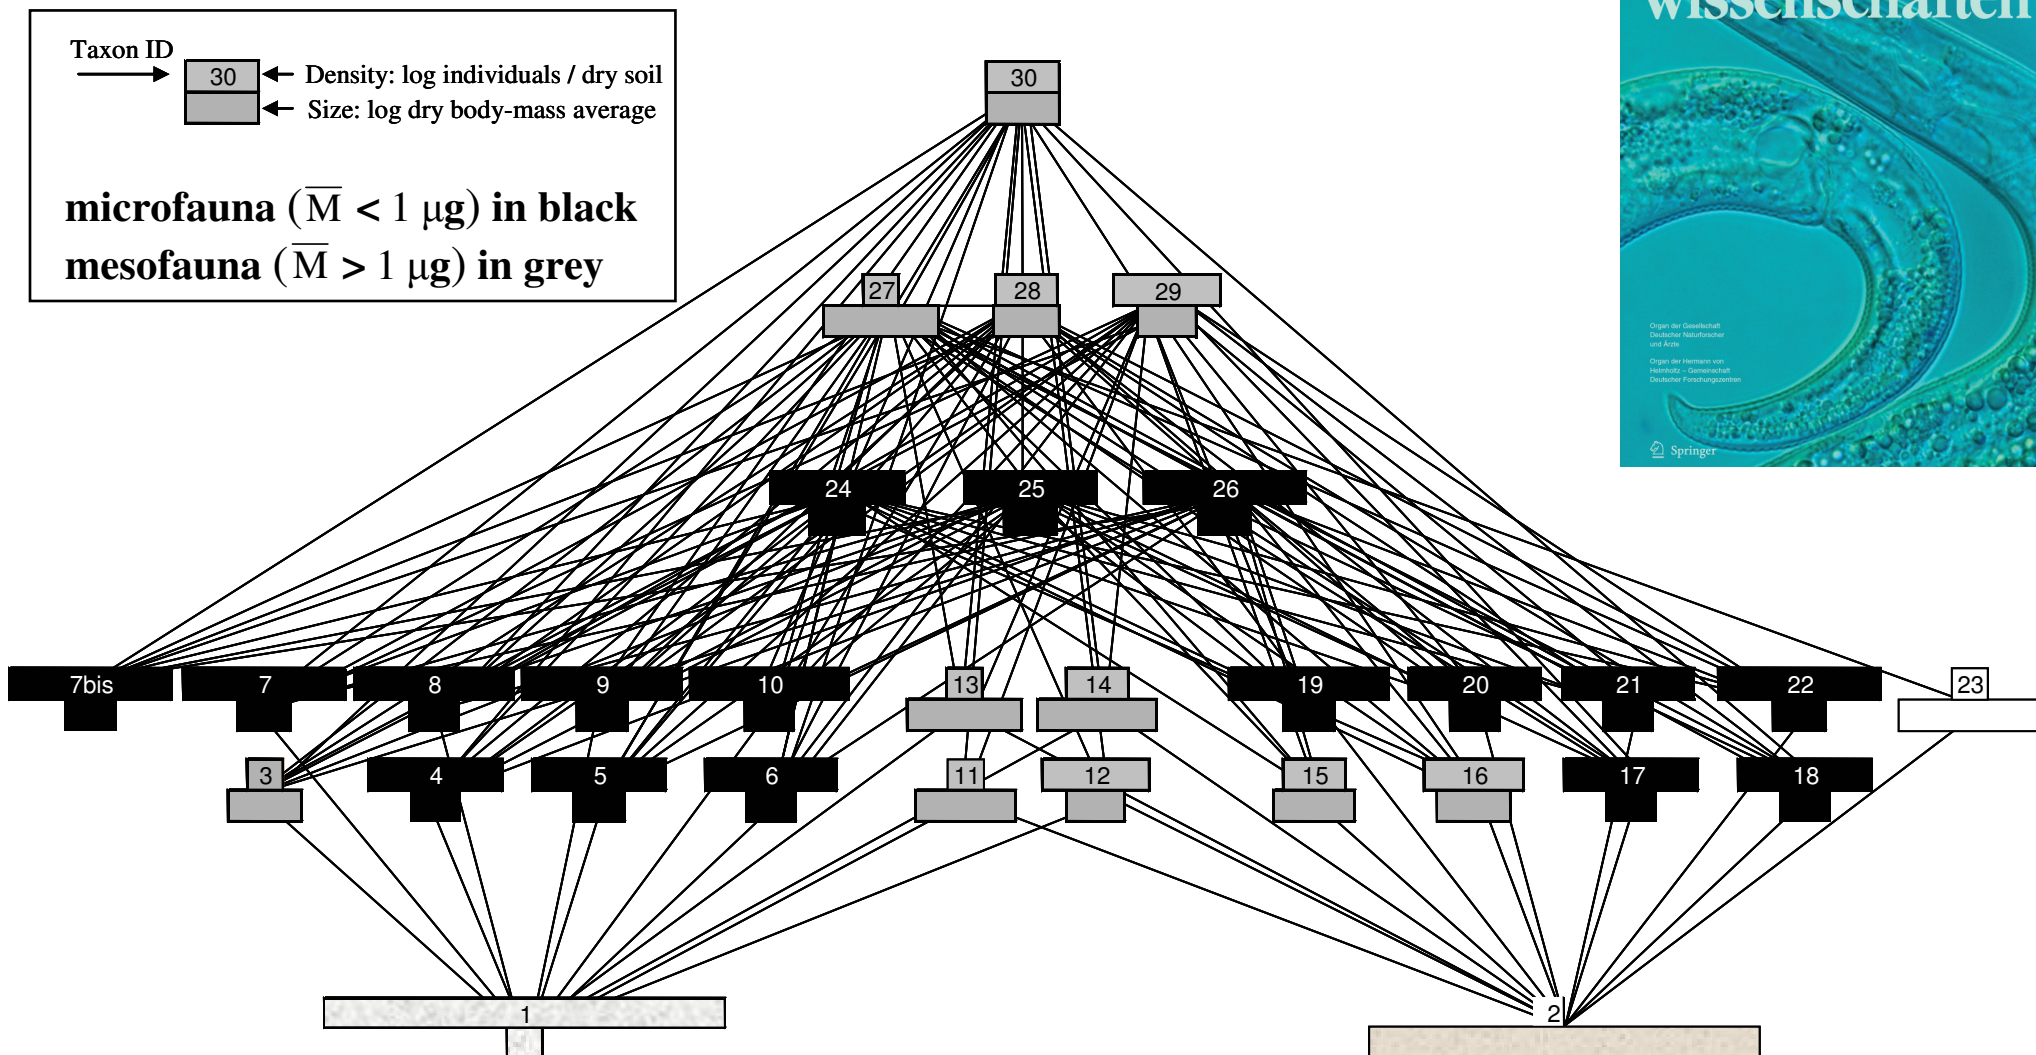 wissenschaften
Taxon ID
30
Density: log individuals / dry soil
Size: log dry body-mass average
microfauna (M̅ < 1 μg) in black
mesofauna (M̅ > 1 μg) in grey
30
27 28 29
Organ der Gesellschaft
Deutscher Naturforscher
und Ärzte
Organ der Hermann von
Helmholtz – Gemeinschaft
Deutscher Forschungszentren
Springer
24 25 26
7bis 7 8 9 10 13 14 19 20 21 22 23
3 4 5 6 11 12 15 16 17 18
1 2